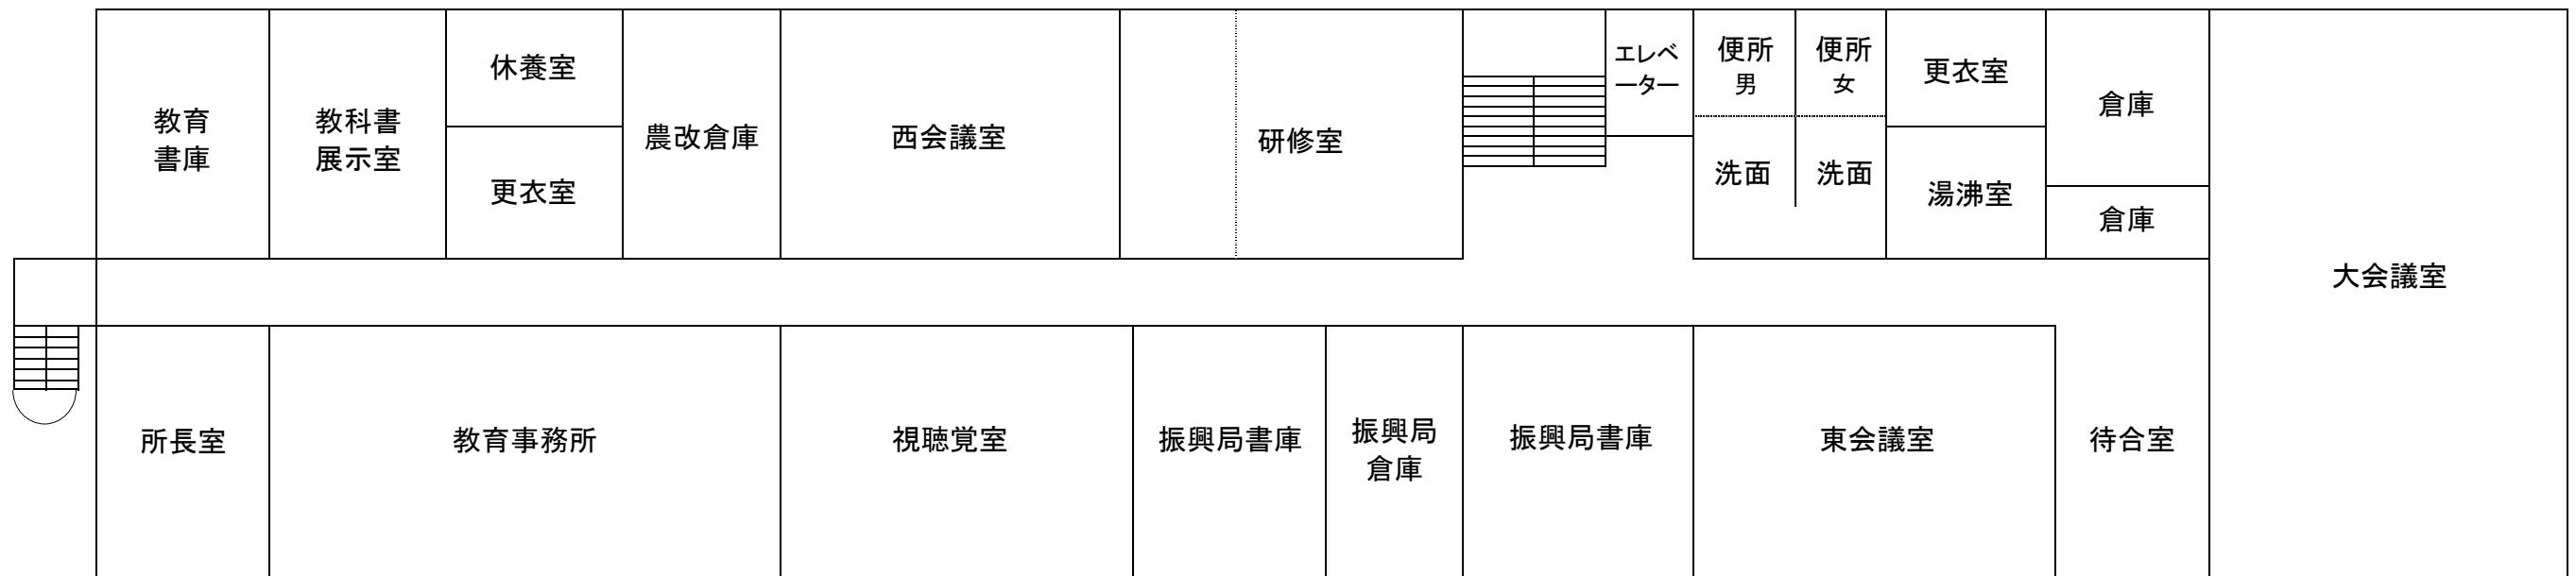 教育
書庫
教科書
展示室
休養室
更衣室
農改倉庫
西会議室
研修室
エレベ
ーター
便所
男
便所
女
洗面
洗面
更衣室
湯沸室
倉庫
倉庫
大会議室
所長室
教育事務所
視聴覚室
振興局書庫
振興局
倉庫
振興局書庫
東会議室
待合室